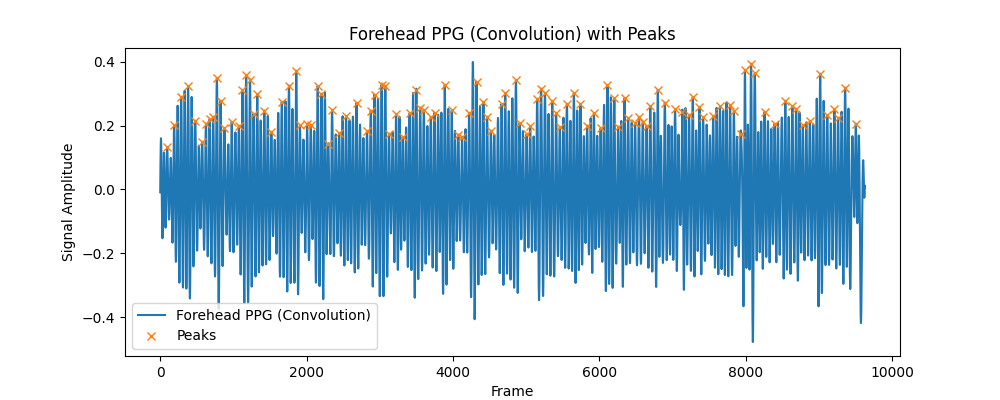 Forehead PPG (Convolution) with Peaks
0.4
0.2
0.0
−0.2
−0.4
Signal Amplitude
Forehead PPG (Convolution)
Peaks
0 2000 4000 6000 8000 10000
Frame